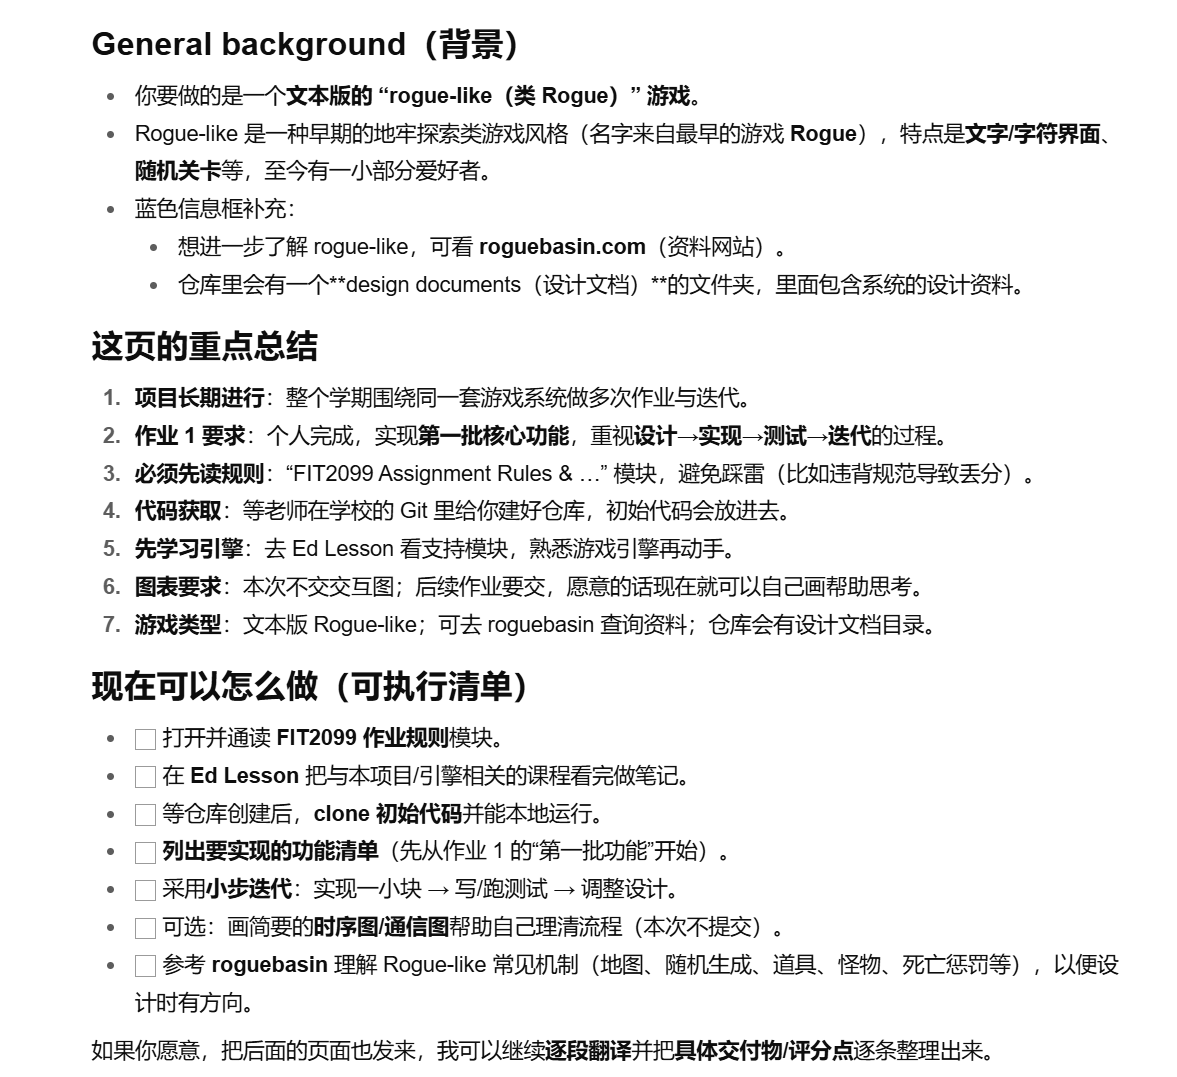 General background（背景）
• 你要做的是一个文本版的 “rogue-like（类 Rogue）” 游戏。
• Rogue-like 是一种早期的地牢探索类游戏风格（名字来自最早的游戏 Rogue），特点是文字/字符界面、
随机关卡等，至今有一小部分爱好者。
• 蓝色信息框补充：
• 想进一步了解 rogue-like，可看 roguebasin.com（资料网站）。
• 仓库里会有一个**design documents（设计文档）**的文件夹，里面包含系统的设计资料。
这页的重点总结
1. 项目长期进行：整个学期围绕同一套游戏系统做多次作业与迭代。
2. 作业 1 要求：个人完成，实现第一批核心功能，重视设计→实现→测试→迭代的过程。
3. 必须先读规则：“FIT2099 Assignment Rules & …” 模块，避免踩雷（比如违背规范导致丢分）。
4. 代码获取：等老师在学校的 Git 里给你建好仓库，初始代码会放进去。
5. 先学习引擎：去 Ed Lesson 看支持模块，熟悉游戏引擎再动手。
6. 图表要求：本次不交交互图；后续作业要交，愿意的话现在就可以自己画帮助思考。
7. 游戏类型：文本版 Rogue-like；可去 roguebasin 查询资料；仓库会有设计文档目录。
现在可以怎么做（可执行清单）
• ☐ 打开并通读 FIT2099 作业规则模块。
• ☐ 在 Ed Lesson 把与本项目/引擎相关的课程看完做笔记。
• ☐ 等仓库创建后，clone 初始代码并能本地运行。
• ☐ 列出要实现的功能清单（先从作业 1 的“第一批功能”开始）。
• ☐ 采用小步迭代：实现一小块 → 写/跑测试 → 调整设计。
• ☐ 可选：画简要的时序图/通信图帮助自己理清流程（本次不提交）。
• ☐ 参考 roguebasin 理解 Rogue-like 常见机制（地图、随机生成、道具、怪物、死亡惩罚等），以便设
计时有方向。
如果你愿意，把后面的页面也发来，我可以继续逐段翻译并把具体交付物/评分点逐条整理出来。